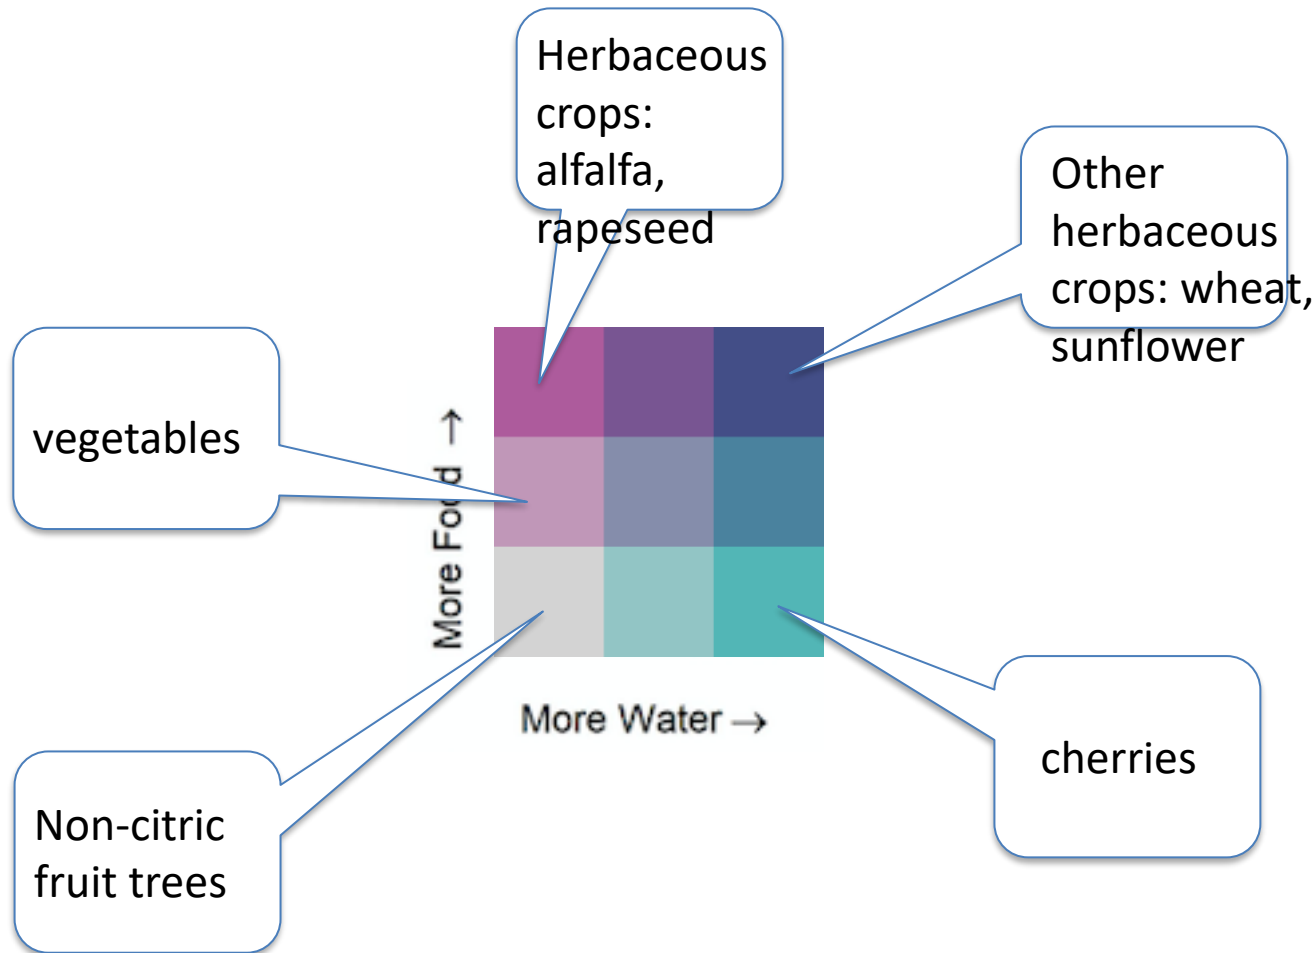 Herbaceous
crops:
alfalfa,
rapeseed
Other
herbaceous
crops: wheat,
sunflower
vegetables
More Food →
More Water →
cherries
Non-citric
fruit trees